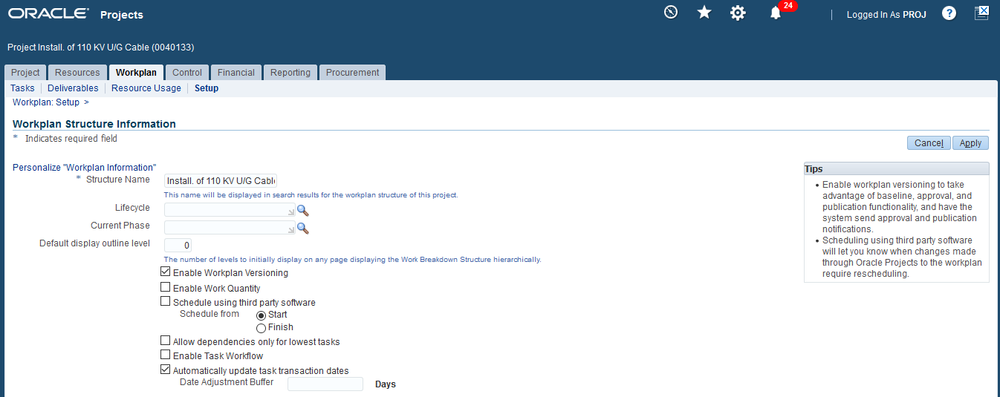 ORACLE® Projects
24
Logged In As PROJ
?
Project Install. of 110 KV U/G Cable (0040133)
Project Resources Workplan Control Financial Reporting Procurement
Tasks Deliverables Resource Usage Setup
Workplan: Setup >
Workplan Structure Information
* Indicates required field
Cancel Apply
Personalize "Workplan Information"
* Structure Name Install. of 110 KV U/G Cable
This name will be displayed in search results for the workplan structure of this project.
Lifecycle
Current Phase
Default display outline level 0
The number of levels to initially display on any page displaying the Work Breakdown Structure hierarchically.
Enable Workplan Versioning
Enable Work Quantity
Schedule using third party software
Schedule from Start
Finish
Allow dependencies only for lowest tasks
Enable Task Workflow
Automatically update task transaction dates
Date Adjustment Buffer Days
Tips
• Enable workplan versioning to take
advantage of baseline, approval, and
publication functionality, and have the
system send approval and publication
notifications.
• Scheduling using third party software
will let you know when changes made
through Oracle Projects to the workplan
require rescheduling.